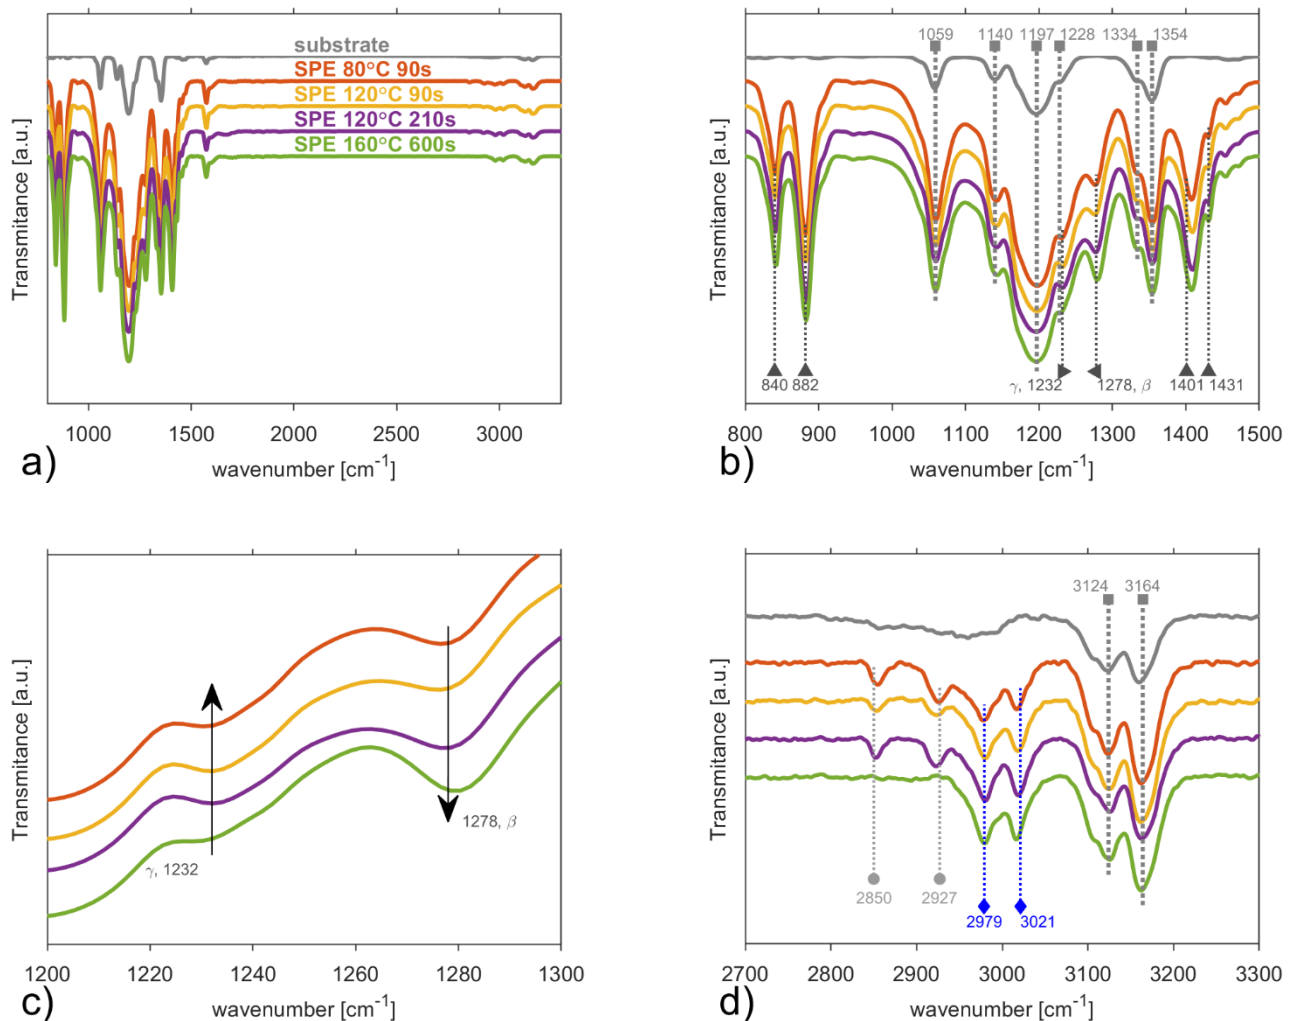 substrate
SPE 80°C 90s
SPE 120°C 90s
SPE 120°C 210s
SPE 160°C 600s
Transmitance [a.u.]
1000 1500 2000 2500 3000
wavenumber [cm⁻¹]
a)
1059 1140 1197 1228 1334 1354
Transmitance [a.u.]
840 882 γ, 1232 1278, β 1401 1431
800 900 1000 1100 1200 1300 1400 1500
wavenumber [cm⁻¹]
b)
Transmittance [a.u.]
1278, β
γ, 1232
1200 1220 1240 1260 1280 1300
wavenumber [cm⁻¹]
c)
3124 3164
Transmittance [a.u.]
2850 2927
2979 3021
2700 2800 2900 3000 3100 3200 3300
wavenumber [cm⁻¹]
d)